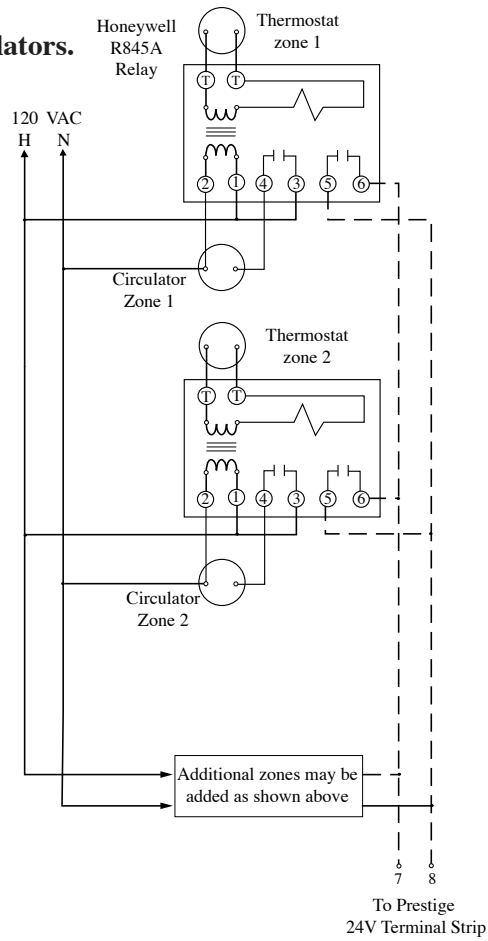 lators.
Honeywell
R845A
Relay
Thermostat
zone 1
120 VAC
H N
T T
2 1 4 3 5 6
Circulator
Zone 1
Thermostat
zone 2
T T
2 1 4 3 5 6
Circulator
Zone 2
Additional zones may be
added as shown above
7 8
To Prestige
24V Terminal Strip